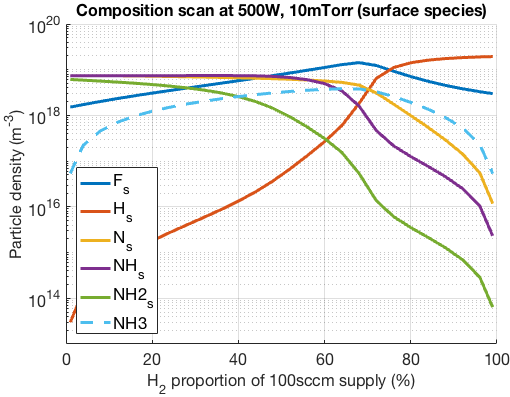 Composition scan at 500W, 10mTorr (surface species)
10^20
10^18
10^16
10^14
Particle density (m^-3)
F_s
H_s
N_s
NH_s
NH2_s
NH3
0 20 40 60 80 100
H_2 proportion of 100sccm supply (%)